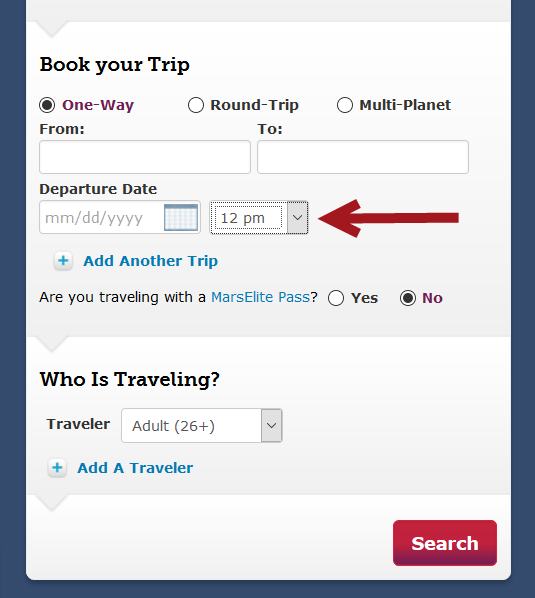 Book your Trip
One-Way Round-Trip Multi-Planet
From: To:
Departure Date
mm/dd/yyyy 12 pm
Add Another Trip
Are you traveling with a MarsElite Pass? Yes No
Who Is Traveling?
Traveler Adult (26+)
Add A Traveler
Search